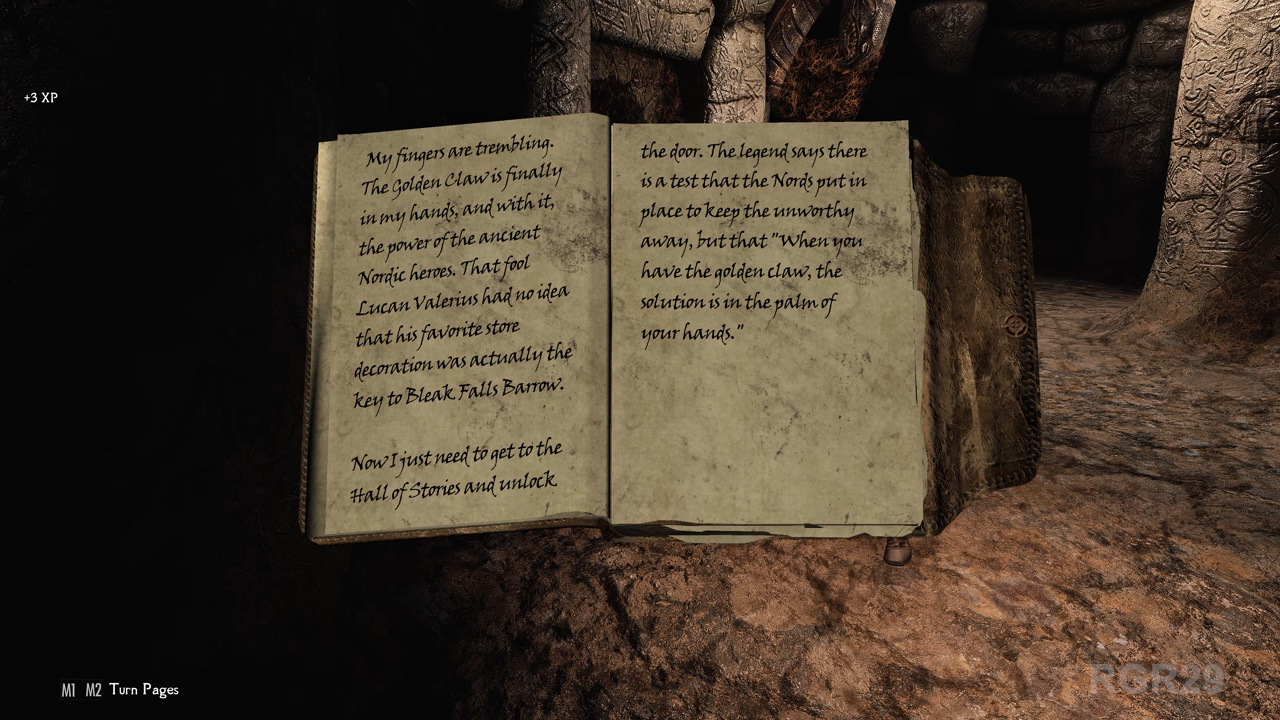 +3 XP
My fingers are trembling.
The Golden Claw is finally
in my hands, and with it,
the power of the ancient
Nordic heroes. That fool
Lucan Valerius had no idea
that his favorite store
decoration was actually the
key to Bleak Falls Barrow.
Now I just need to get to the
Hall of Stories and unlock
the door. The legend says there
is a test that the Nords put in
place to keep the unworthy
away, but that "When you
have the golden claw, the
solution is in the palm of
your hands."
M1 M2 Turn Pages
RGR29